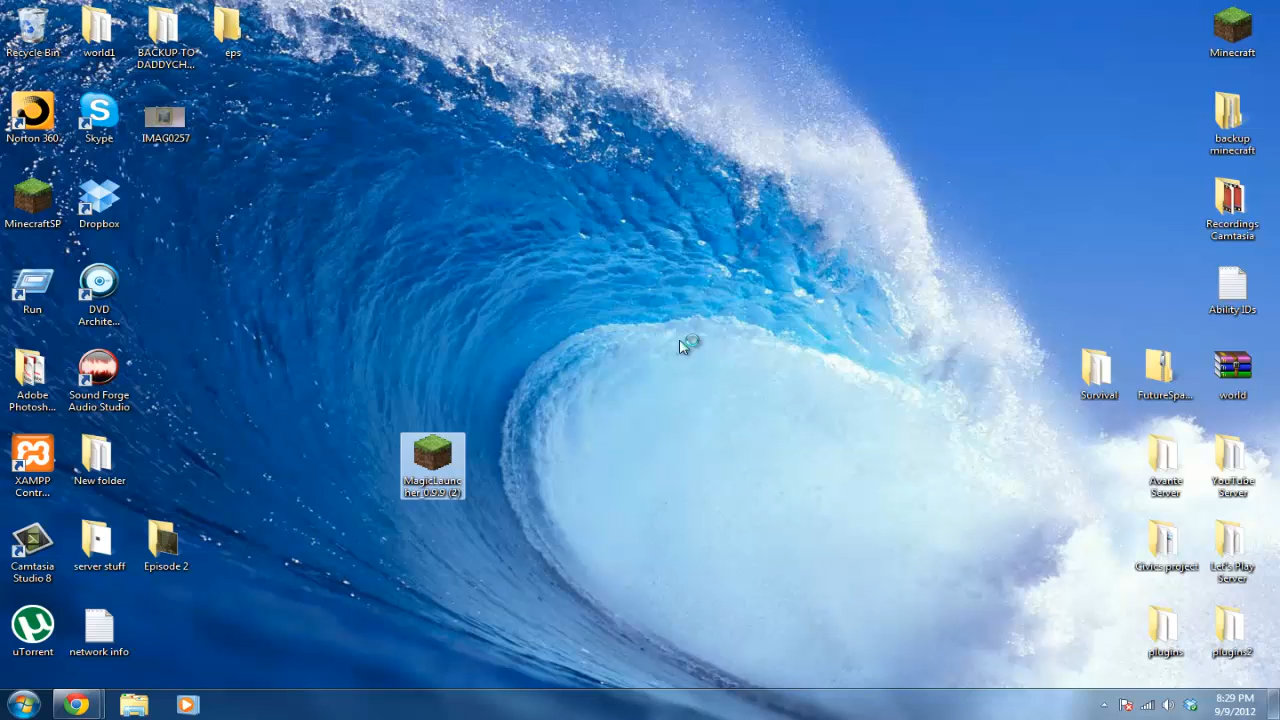 Recycle Bin
world1
BACKUP TO
DADDYCH...
eps
Minecraft
Norton 360
Skype
IMAG0257
backup
minecraft
MinecraftSP
Dropbox
Recordings
Camtasia
Run
DVD
Archite...
Ability IDs
Adobe
Photosh...
Sound Forge
Audio Studio
Survival
FutureSpa...
world
XAMPP
Contr...
New folder
MagicLaunc
her_0.9.9 (2)
Avante
Server
YouTube
Server
Camtasia
Studio 8
server stuff
Episode 2
Civics project
Let's Play
Server
uTorrent
network info
plugins
plugins2
8:29 PM
9/9/2012